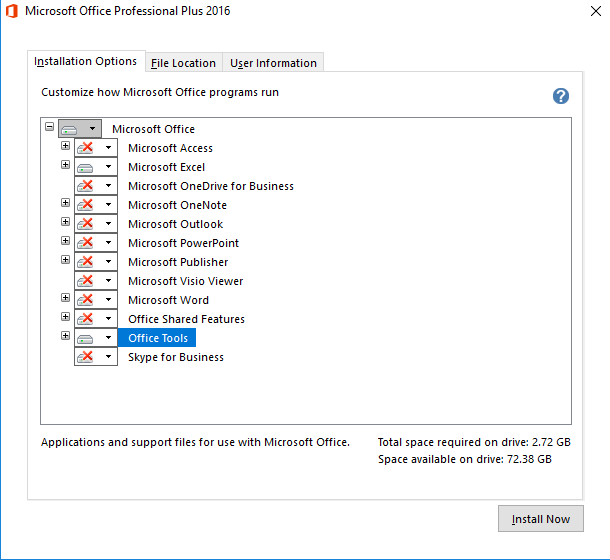 Microsoft Office Professional Plus 2016
Installation Options File Location User Information
Customize how Microsoft Office programs run
Microsoft Office
Microsoft Access
Microsoft Excel
Microsoft OneDrive for Business
Microsoft OneNote
Microsoft Outlook
Microsoft PowerPoint
Microsoft Publisher
Microsoft Visio Viewer
Microsoft Word
Office Shared Features
Office Tools
Skype for Business
Applications and support files for use with Microsoft Office. Total space required on drive: 2.72 GB
Space available on drive: 72.38 GB
Install Now